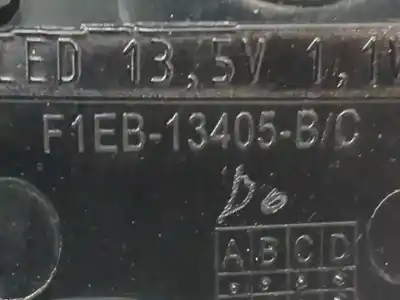 LED 13,5V 1,1
F1EB-13405-B/C
A B C D